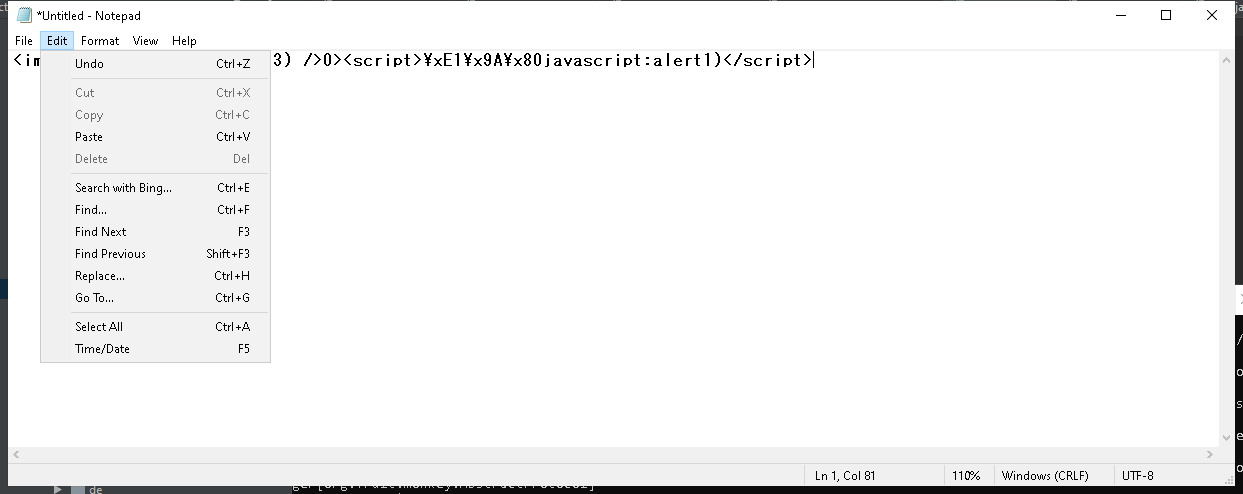 *Untitled - Notepad
File Edit Format View Help
<im 3) />0><script>¥xE1¥x9A¥x80javascript:alert1)</script>
Undo Ctrl+Z
Cut Ctrl+X
Copy Ctrl+C
Paste Ctrl+V
Delete Del
Search with Bing... Ctrl+E
Find... Ctrl+F
Find Next F3
Find Previous Shift+F3
Replace... Ctrl+H
Go To... Ctrl+G
Select All Ctrl+A
Time/Date F5
Ln 1, Col 81 110% Windows (CRLF) UTF-8
de